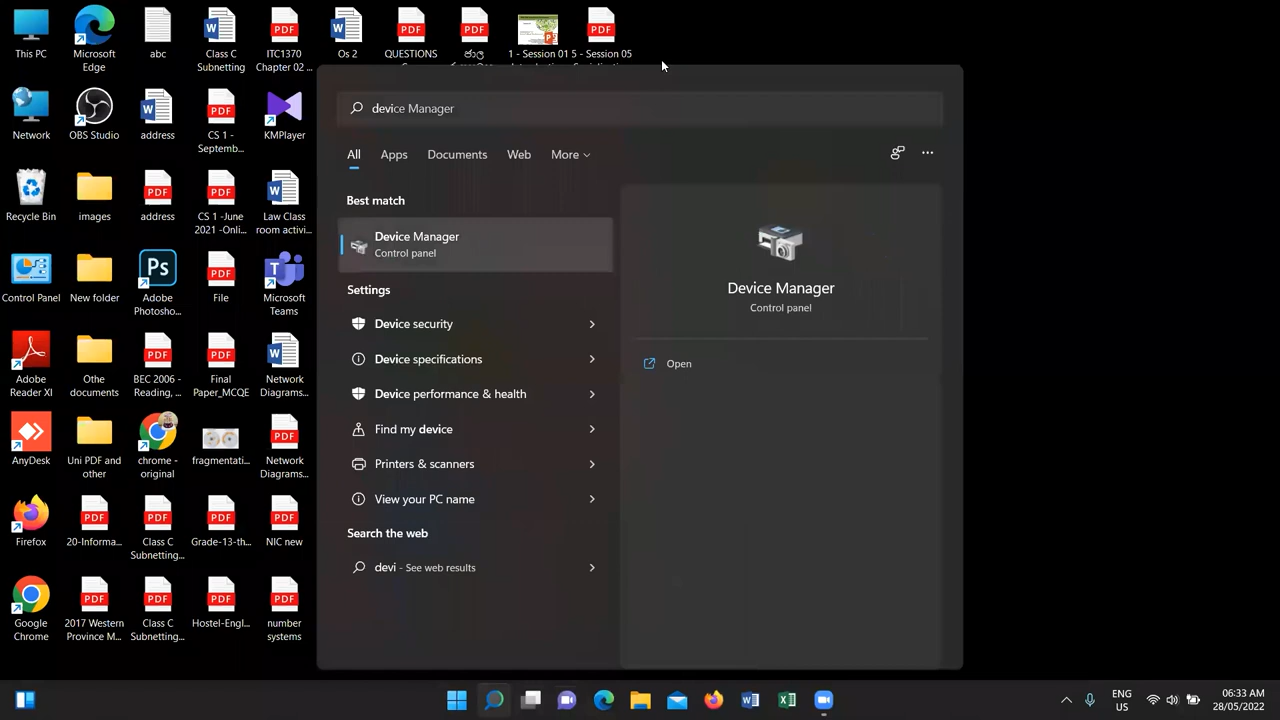 This PC
Microsoft
Edge
abc
Class C
Subnetting
ITC1370
Chapter 02 ...
Os 2
QUESTIONS
1 - Session 01
5 - Session 05
Network
OBS Studio
address
CS 1 -
Septemb...
KMPlayer
Recycle Bin
images
address
CS 1 -June
2021 -Onli...
Law Class
room activi...
Control Panel
New folder
Adobe
Photosho...
File
Microsoft
Teams
Adobe
Reader XI
Othe
documents
BEC 2006 -
Reading, ...
Final
Paper_MCQE
Network
Diagrams...
AnyDesk
Uni PDF and
other
chrome -
original
fragmentati...
Network
Diagrams...
Firefox
20-Informa...
Class C
Subnetting...
Grade-13-th...
NIC new
Google
Chrome
2017 Western
Province M...
Class C
Subnetting...
Hostel-Engl...
number
systems
device Manager
All Apps Documents Web More
Best match
Device Manager
Control panel
Settings
Device security
Device specifications
Device performance & health
Find my device
Printers & scanners
View your PC name
Search the web
devi - See web results
Device Manager
Control panel
Open
ENG
US
6:33 AM
28/05/2022